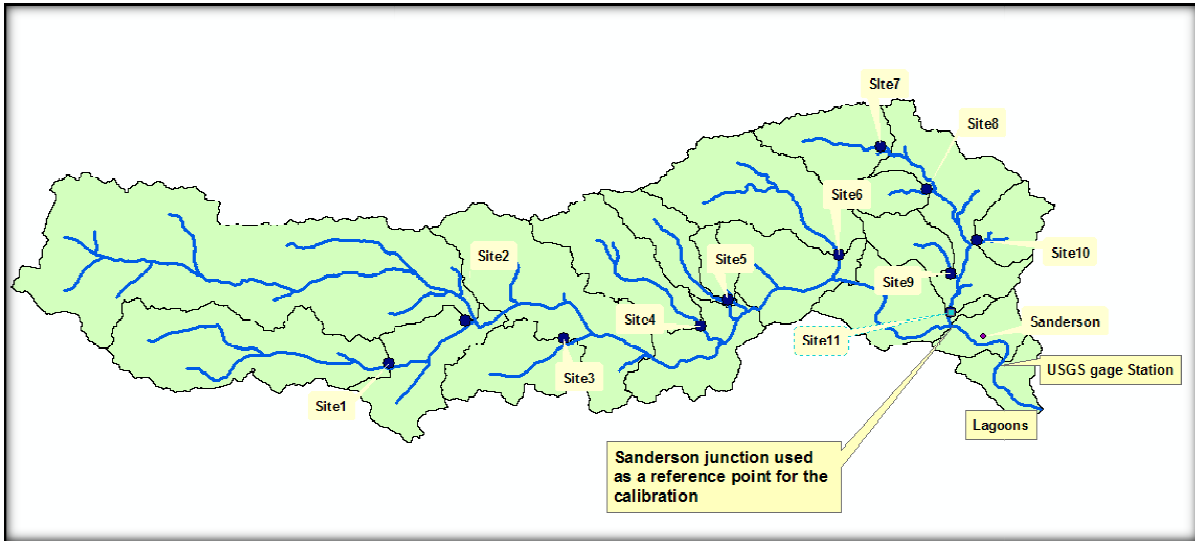 SIte7
Site8
Site6
Site2
Site5
Site10
Site9
Site4
Sanderson
Site11
USGS gage Station
Site3
Site1
Lagoons
Sanderson junction used
as a reference point for the
calibration